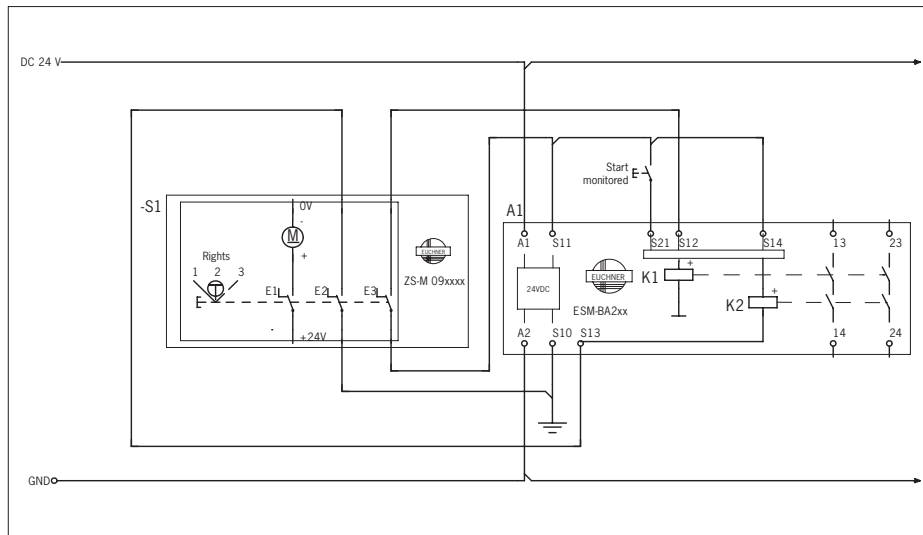 DC 24 V
Start
monitored
-S1
0V
-
M
+
EUCHNER
ZS-M 09xxxx
Rights
1 2 3
E1 E2 E3
-
+24V
A1
A1 S11 S21 S12 S14 13 23
+
K1
24VDC
EUCHNER
+
K2
ESM-BA2xx
A2 S10 S13 14 24
GND